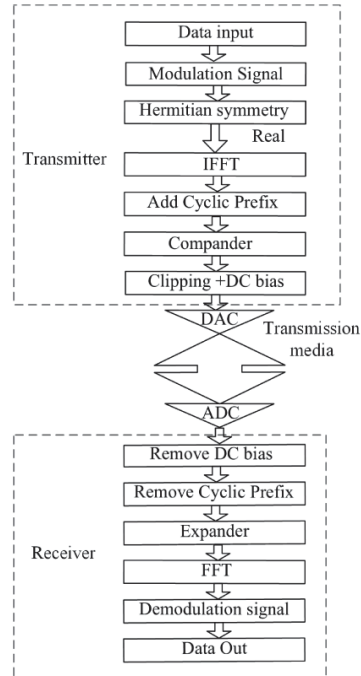 Data input
Modulation Signal
Hermitian symmetry
Real
Transmitter
IFFT
Add Cyclic Prefix
Compander
Clipping +DC bias
DAC
Transmission
media
ADC
Remove DC bias
Remove Cyclic Prefix
Expander
Receiver
FFT
Demodulation signal
Data Out